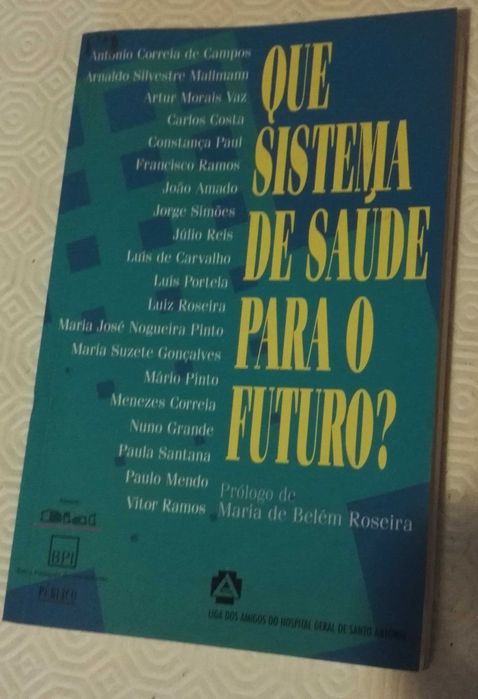 António Correia de Campos
Arnaldo Silvestre Mallmann
Artur Morais Vaz
Carlos Costa
Constança Paul
Francisco Ramos
João Amado
Jorge Simões
Júlio Reis
Luís de Carvalho
Luís Portela
Luiz Roseira
Maria José Nogueira Pinto
Maria Suzete Gonçalves
Mário Pinto
Menezes Correia
Nuno Grande
Paula Santana
Paulo Mendo
Vítor Ramos
QUE
SISTEMA
DE SAÚDE
PARA O
FUTURO?
Prólogo de
Maria de Belém Roseira
BPI
PÚBLICO
LIGA DOS AMIGOS DO HOSPITAL GERAL DE SANTO ANTÓNIO